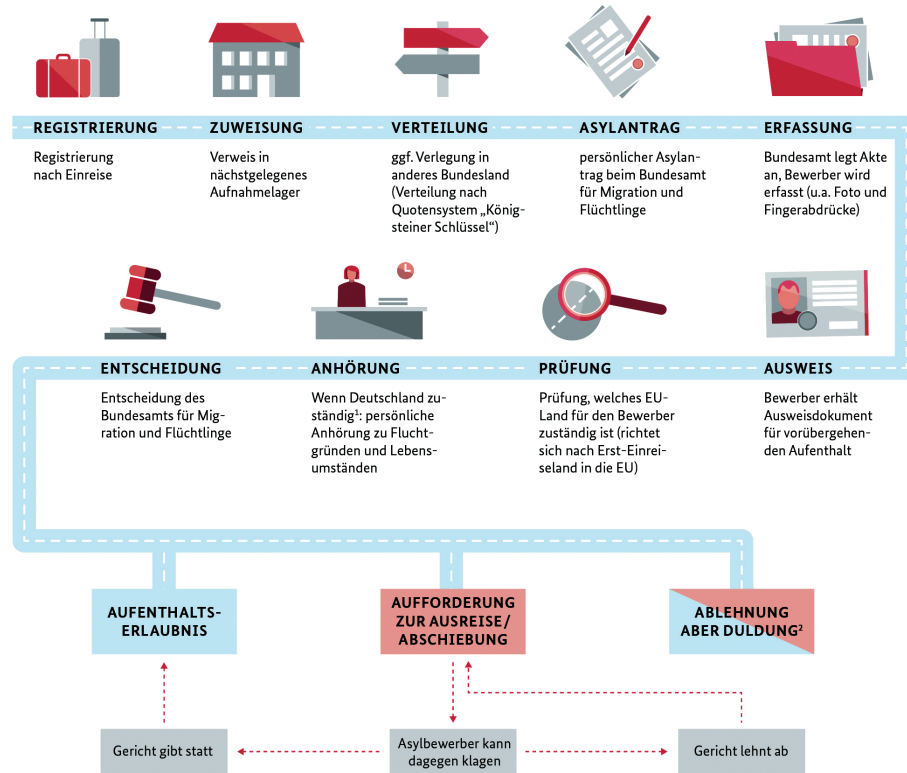 REGISTRIERUNG
Registrierung
nach Einreise
ZUWEISUNG
Verweis in
nächstgelegenes
Aufnahmelager
VERTEILUNG
ggf. Verlegung in
anderes Bundesland
(Verteilung nach
Quotensystem „König-
steiner Schlüssel“)
ASYLANTRAG
persönlicher Asylan-
trag beim Bundesamt
für Migration und
Flüchtlinge
ERFASSUNG
Bundesamt legt Akte
an, Bewerber wird
erfasst (u.a. Foto und
Fingerabdrücke)
AUSWEIS
Bewerber erhält
Ausweisdokument
für vorübergehen-
den Aufenthalt
PRÜFUNG
Prüfung, welches EU-
Land für den Bewerber
zuständig ist (richtet
sich nach Erst-Einrei-
seland in die EU)
ANHÖRUNG
Wenn Deutschland zu-
ständig¹: persönliche
Anhörung zu Flucht-
gründen und Lebens-
umständen
ENTSCHEIDUNG
Entscheidung des
Bundesamts für Mig-
ration und Flüchtlinge
AUFENTHALTS-
ERLAUBNIS
AUFFORDERUNG
ZUR AUSREISE/
ABSCHIEBUNG
ABLEHNUNG
ABER DULDUNG²
Gericht gibt statt
Asylbewerber kann
dagegen klagen
Gericht lehnt ab